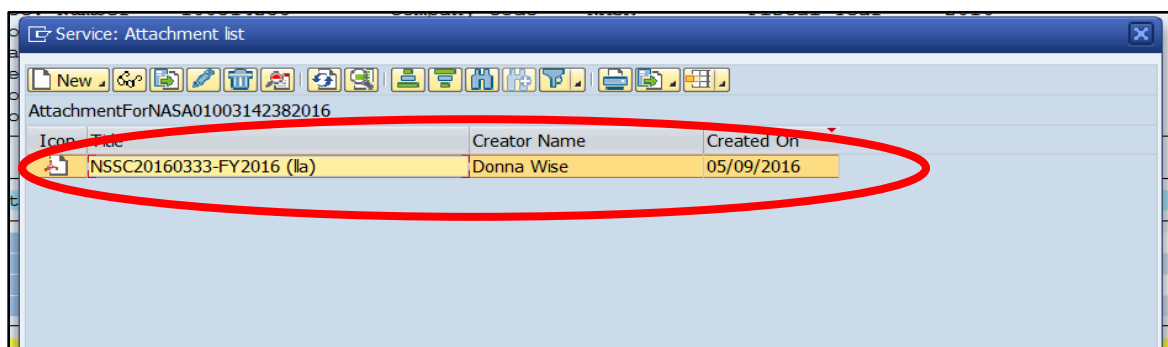 Service: Attachment list
New
AttachmentForNASA01003142382016
Icon Title Creator Name Created On
NSSC20160333-FY2016 (lla) Donna Wise 05/09/2016